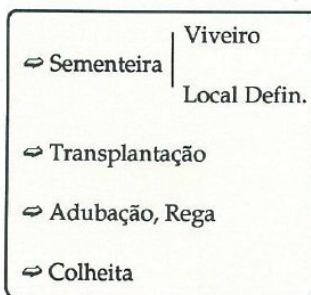 Viveiro
⇨ Sementeira
Local Defin.
⇨ Transplantação
⇨ Adubação, Rega
⇨ Colheita